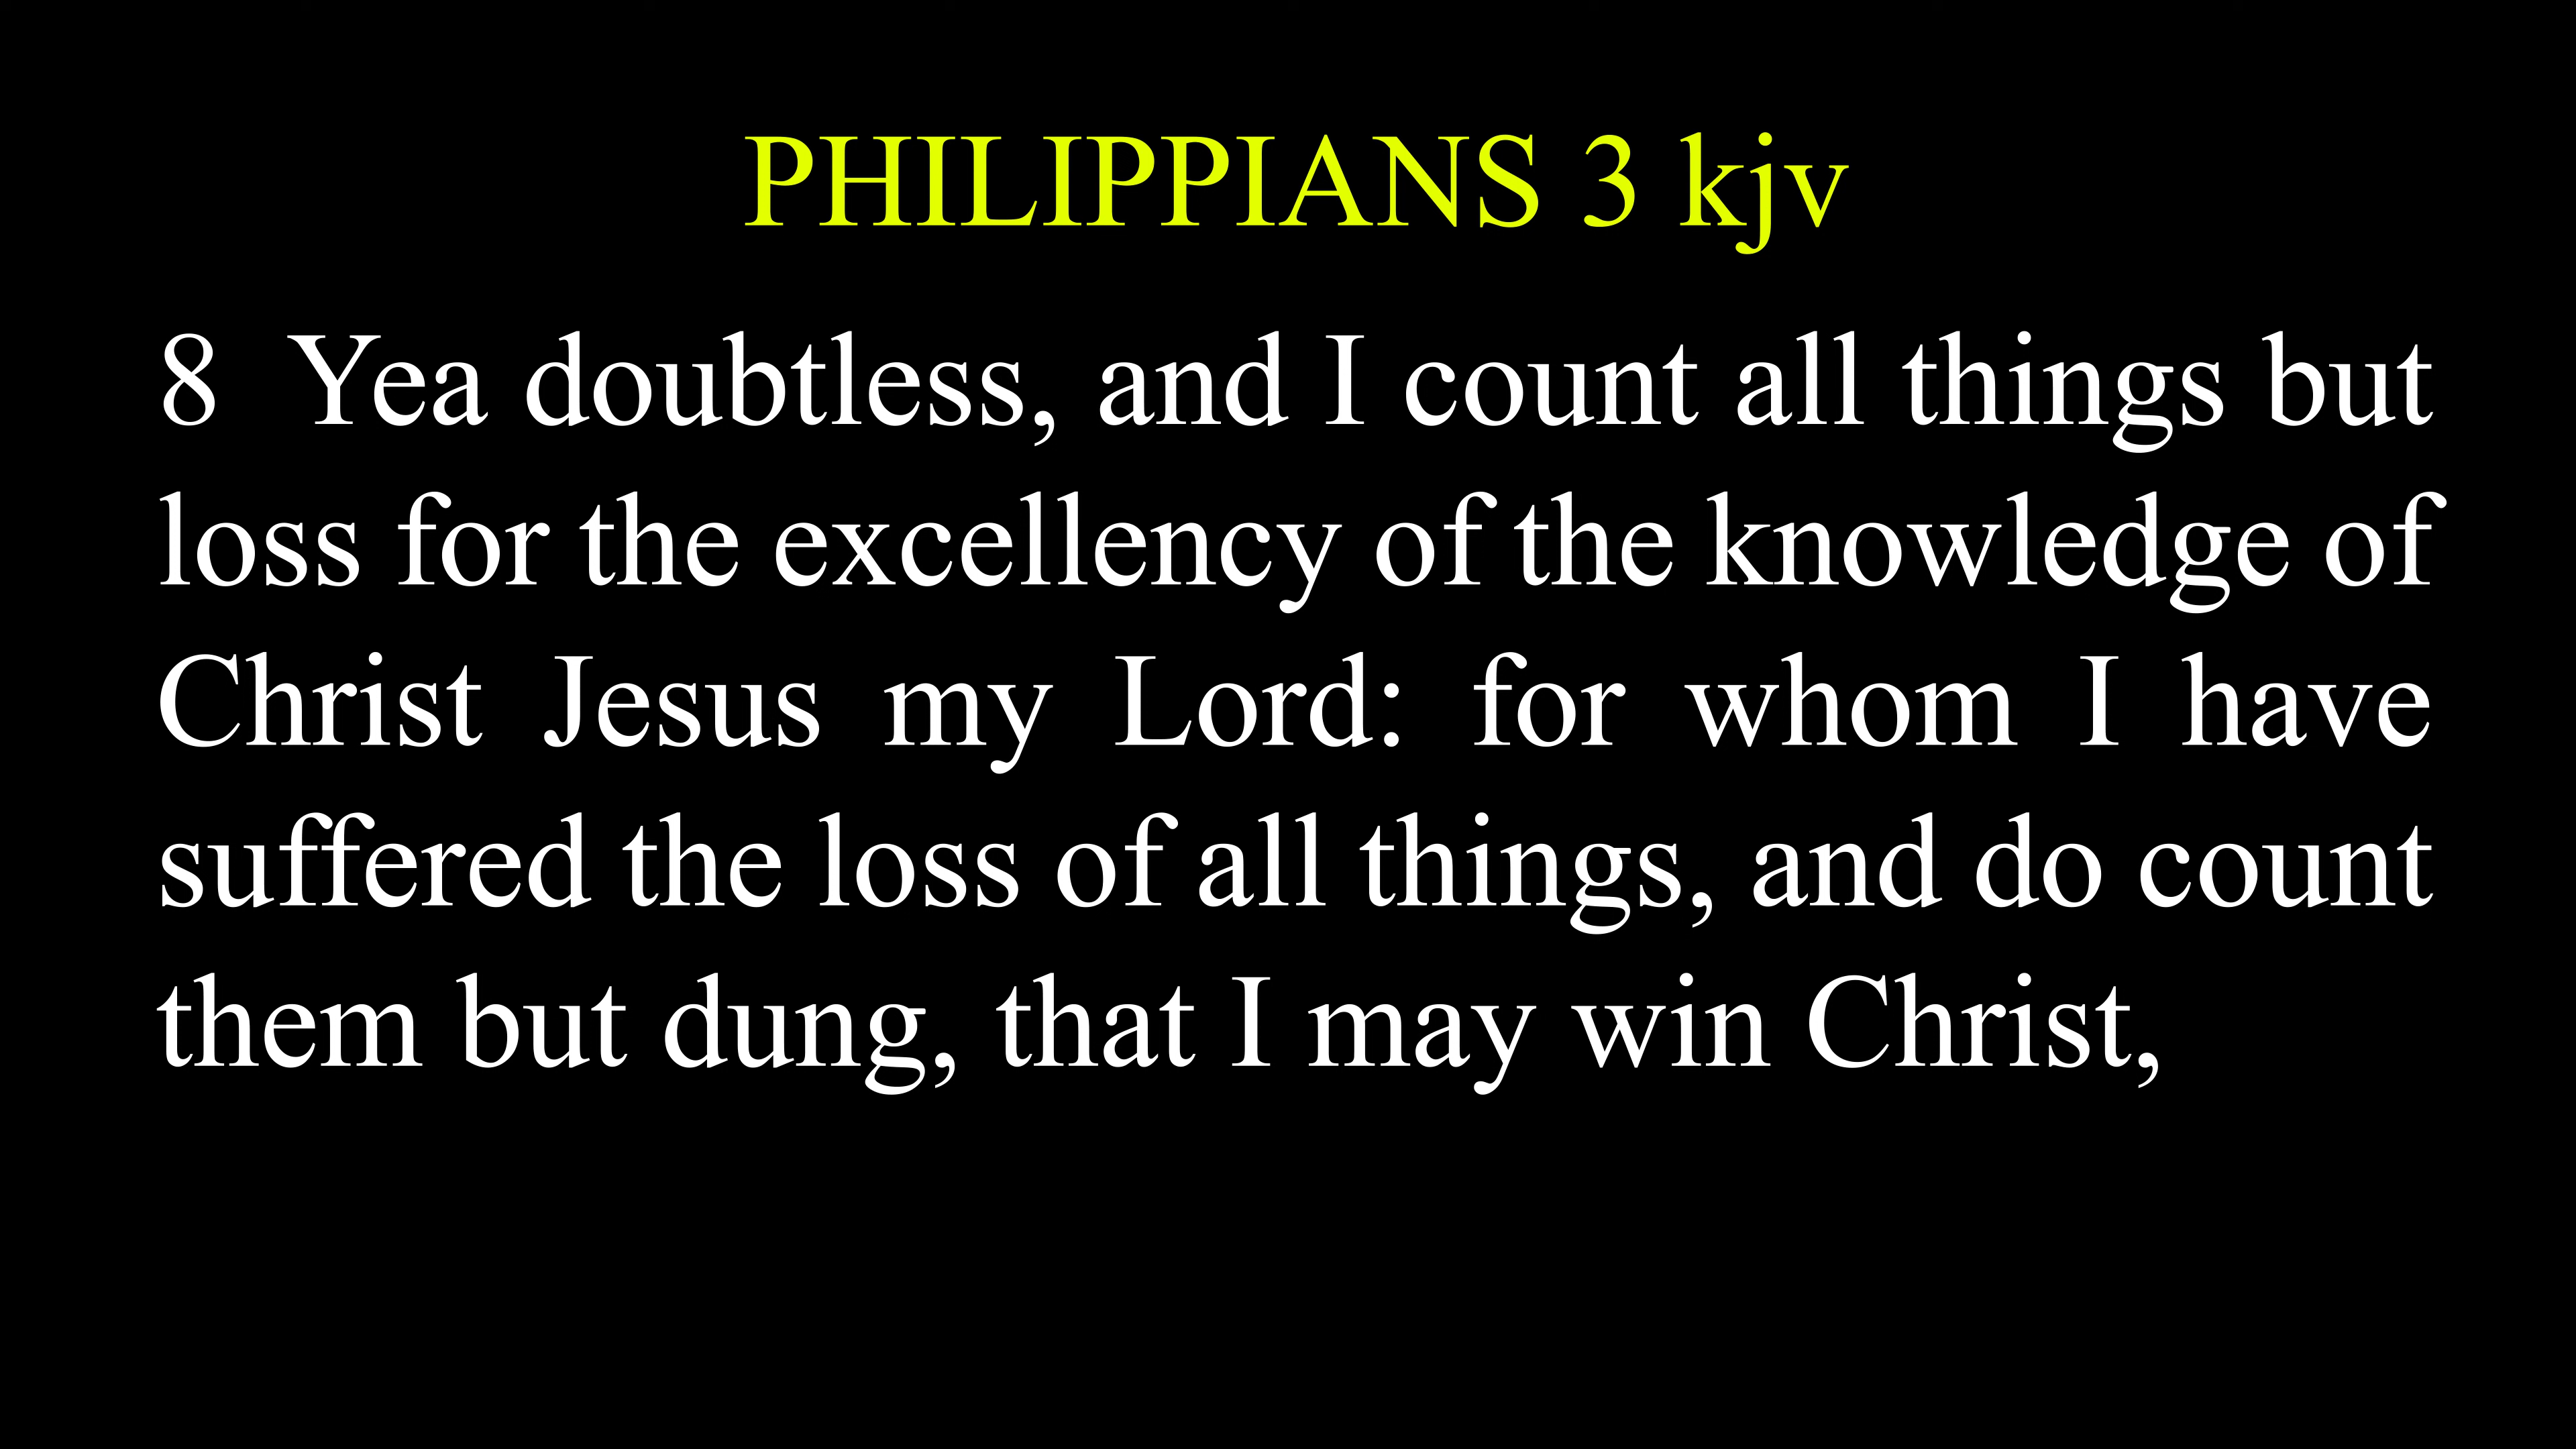 PHILIPPIANS 3 kjv
8 Yea doubtless, and I count all things but
loss for the excellency of the knowledge of
Christ Jesus my Lord: for whom I have
suffered the loss of all things, and do count
them but dung, that I may win Christ,